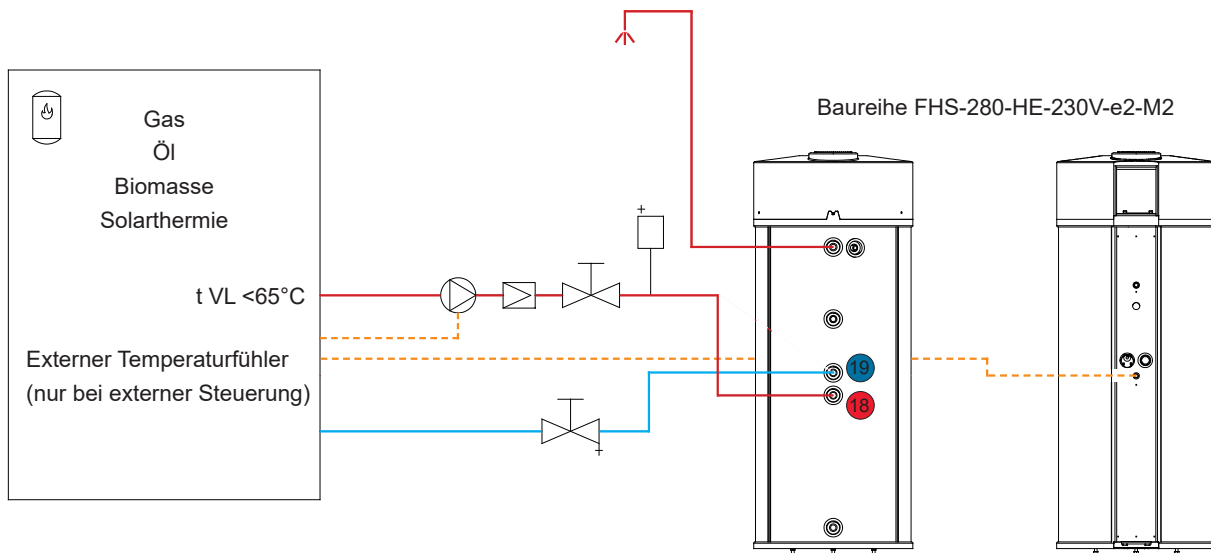 Baureihe FHS-280-HE-230V-e2-M2
Gas
Öl
Biomasse
Solarthermie
t VL <65°C
Externer Temperaturfühler
(nur bei externer Steuerung)
19
18
+
+